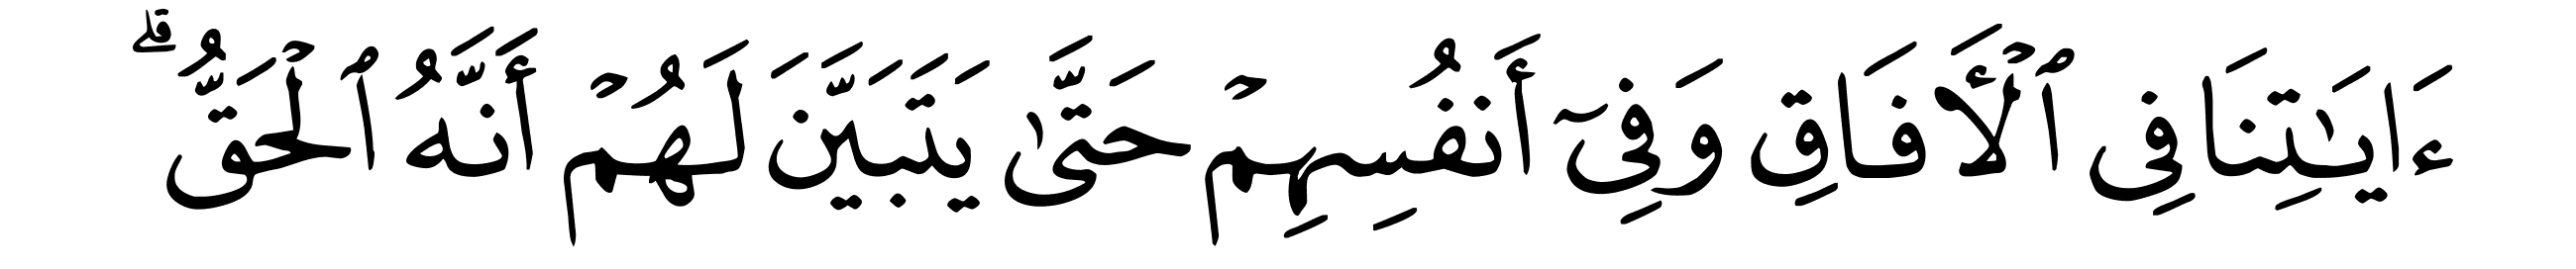 ءَايَـٰتِنَا فِى ٱلْـَٔافَاقِ وَفِىٓ أَنفُسِهِمْ حَتَّىٰ يَتَبَيَّنَ لَهُمْ أَنَّهُ ٱلْحَقُّ ۗ